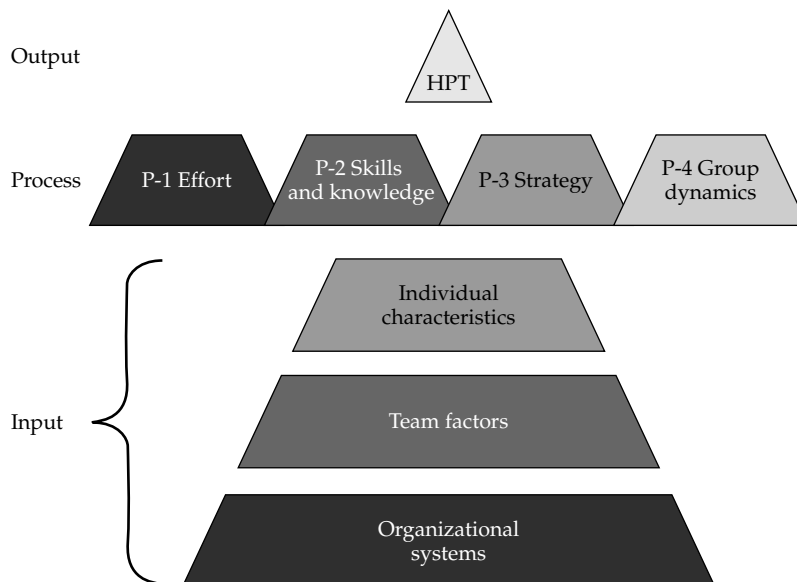 Output
HPT
Process
P-1 Effort
P-2 Skills
and knowledge
P-3 Strategy
P-4 Group
dynamics
Individual
characteristics
Input
Team factors
Organizational
systems